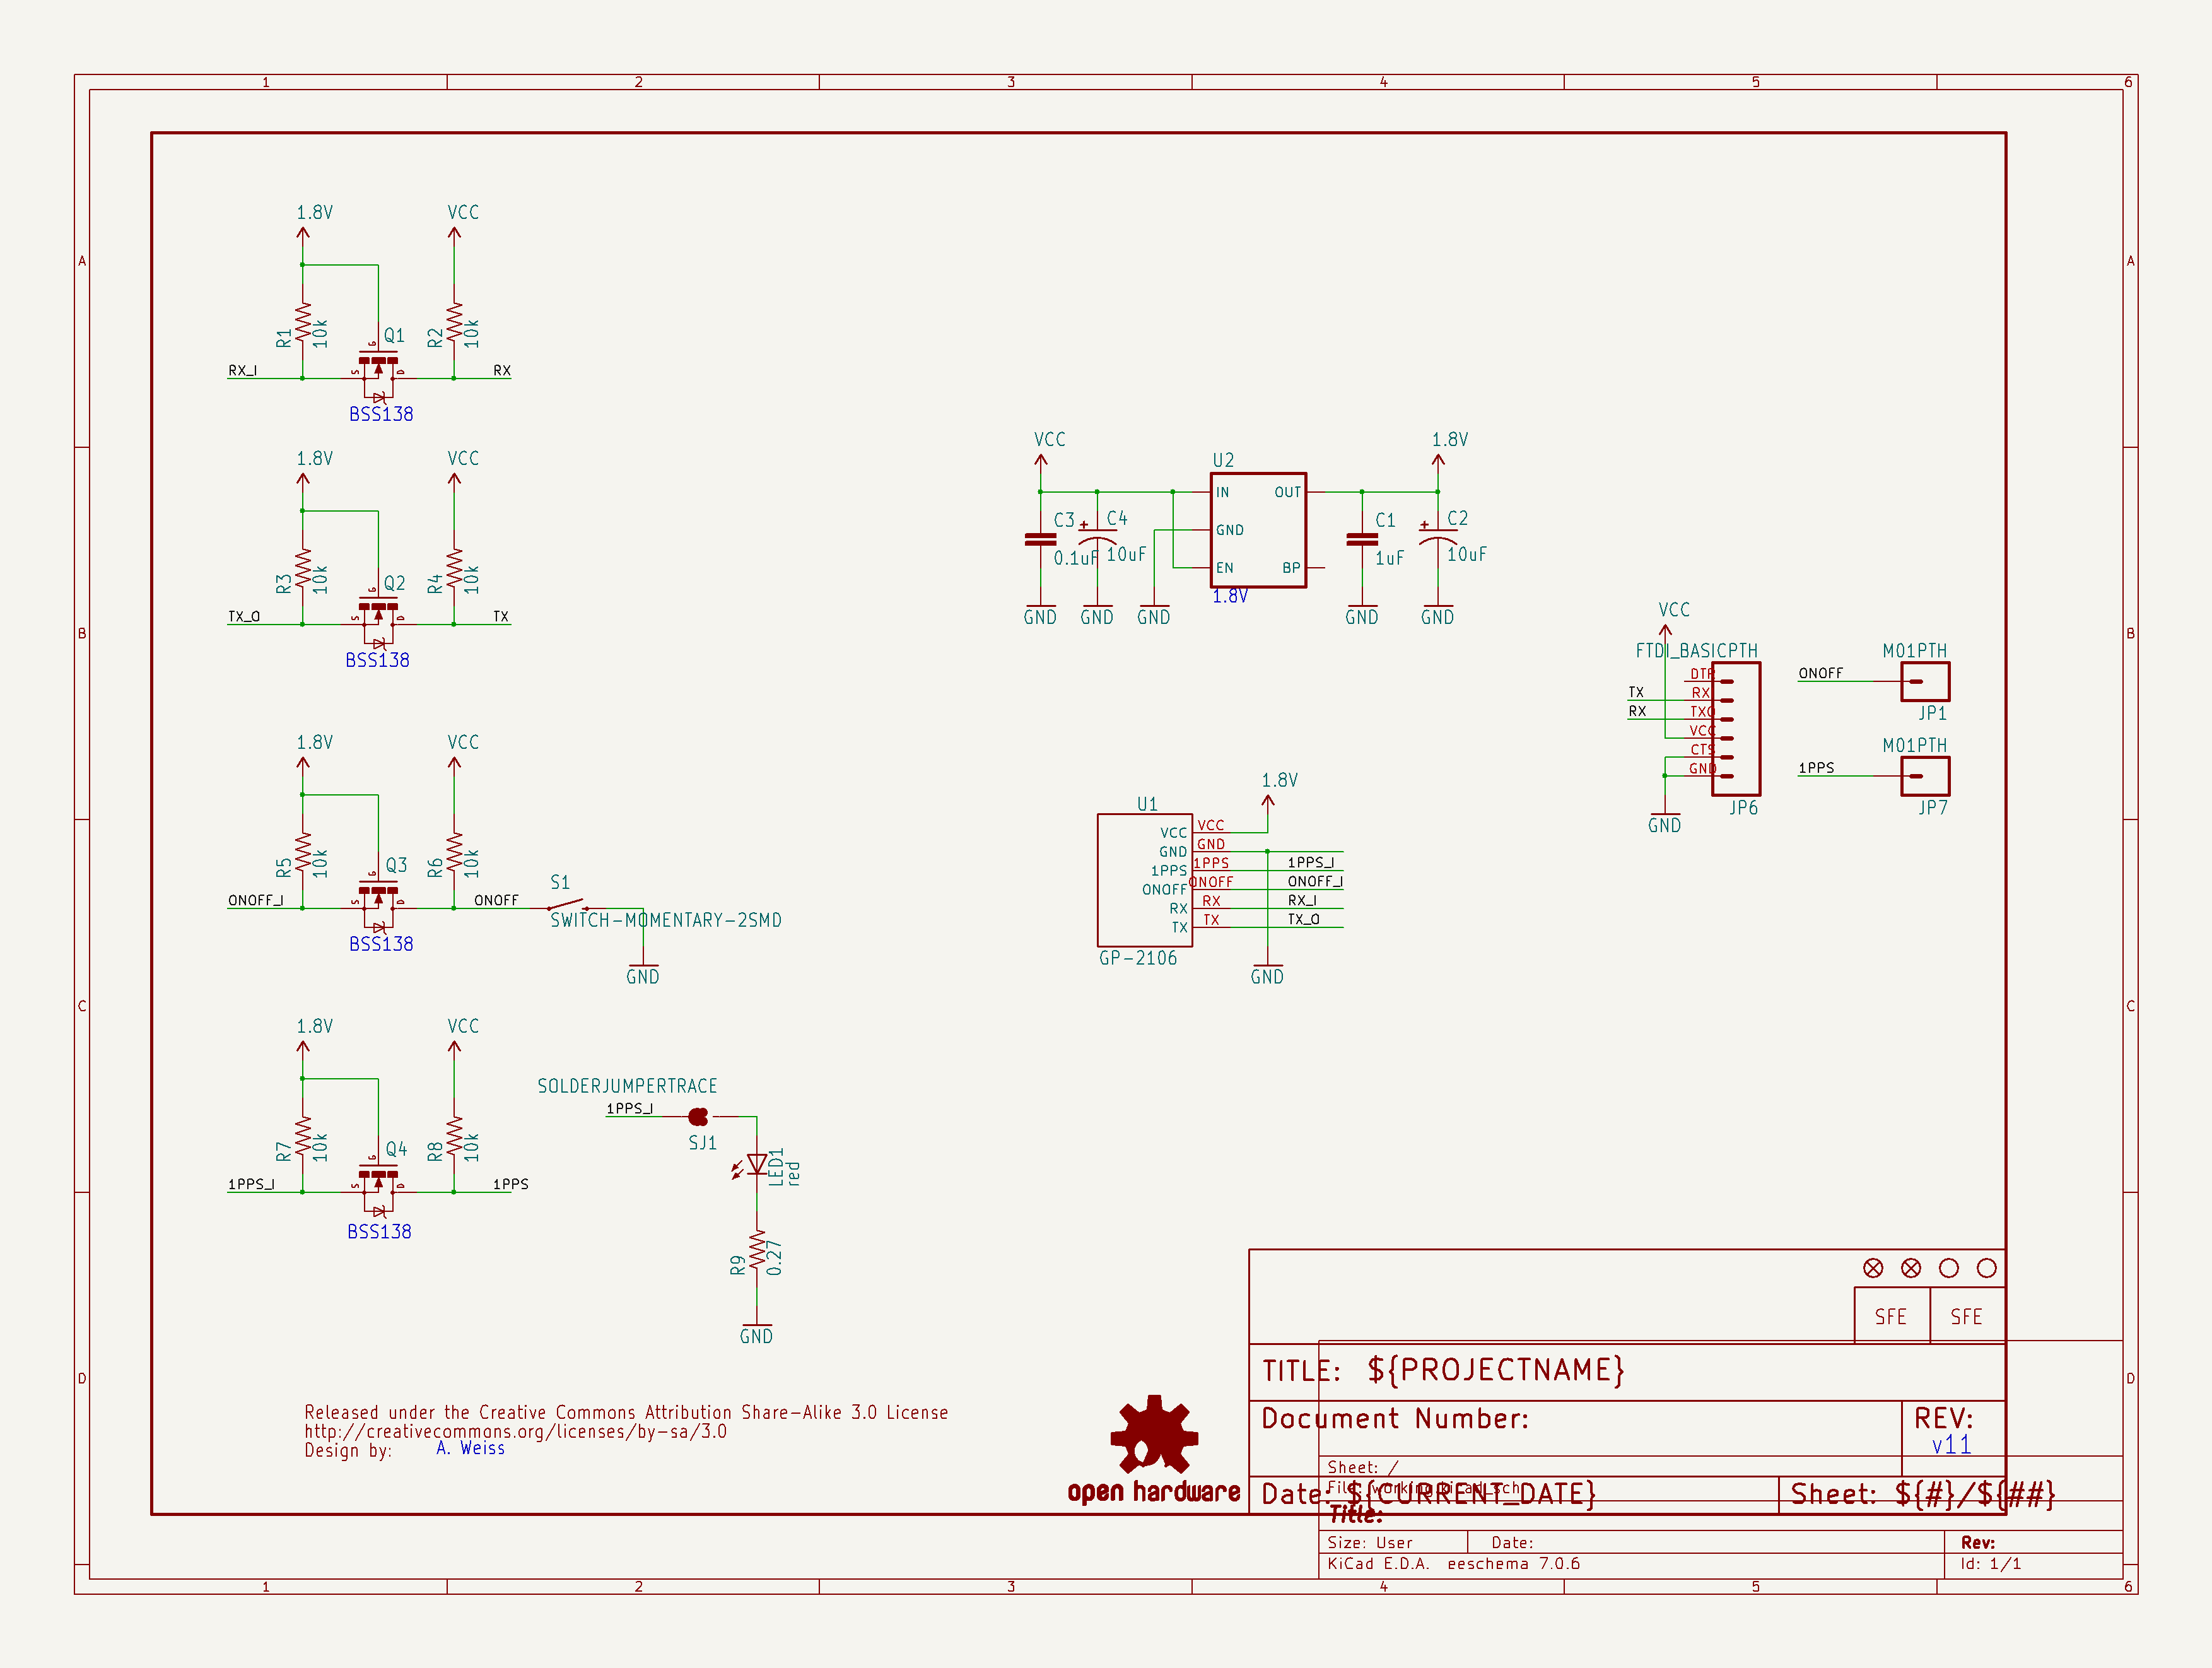 1 2 3 4 5 6
A
B
C
D
A
B
C
D
1.8V VCC
R1 10k
Q1
G
S D
R2 10k
RX_I RX
BSS138
1.8V VCC
R3 10k
Q2
G
S D
R4 10k
TX_O TX
BSS138
1.8V VCC
R5 10k
Q3
G
S D
R6 10k
ONOFF_I ONOFF
BSS138
S1
SWITCH-MOMENTARY-2SMD
GND
1.8V VCC
R7 10k
Q4
G
S D
R8 10k
1PPS_I 1PPS
BSS138
SOLDERJUMPERTRACE
1PPS_I
SJ1
LED1
red
R9
0.27
GND
VCC
U2
1.8V
IN OUT
GND
EN BP
1.8V
C3
0.1uF
C4
10uF
C1
1uF
C2
10uF
GND GND GND GND GND
U1
1.8V
VCC VCC
GND GND
1PPS 1PPS 1PPS_I
ONOFF ONOFF ONOFF_I
RX RX RX_I
TX TX TX_O
GP-2106
GND
VCC
FTDI_BASICPTH
DTR
TX RX
RX TXO
VCC
CTS
GND
JP6
GND
M01PTH
ONOFF
JP1
M01PTH
1PPS
JP7
SFE SFE
TITLE: ${PROJECTNAME}
Document Number:
REV:
v11
Date: ${CURRENT_DATE}
Sheet: ${#}/${##}
Sheet: /
File: working.kicad_sch
Title:
Size: User Date: Rev:
KiCad E.D.A. eeschema 7.0.6 Id: 1/1
Released under the Creative Commons Attribution Share-Alike 3.0 License
http://creativecommons.org/licenses/by-sa/3.0
Design by: A. Weiss
open hardware
1 2 3 4 5 6